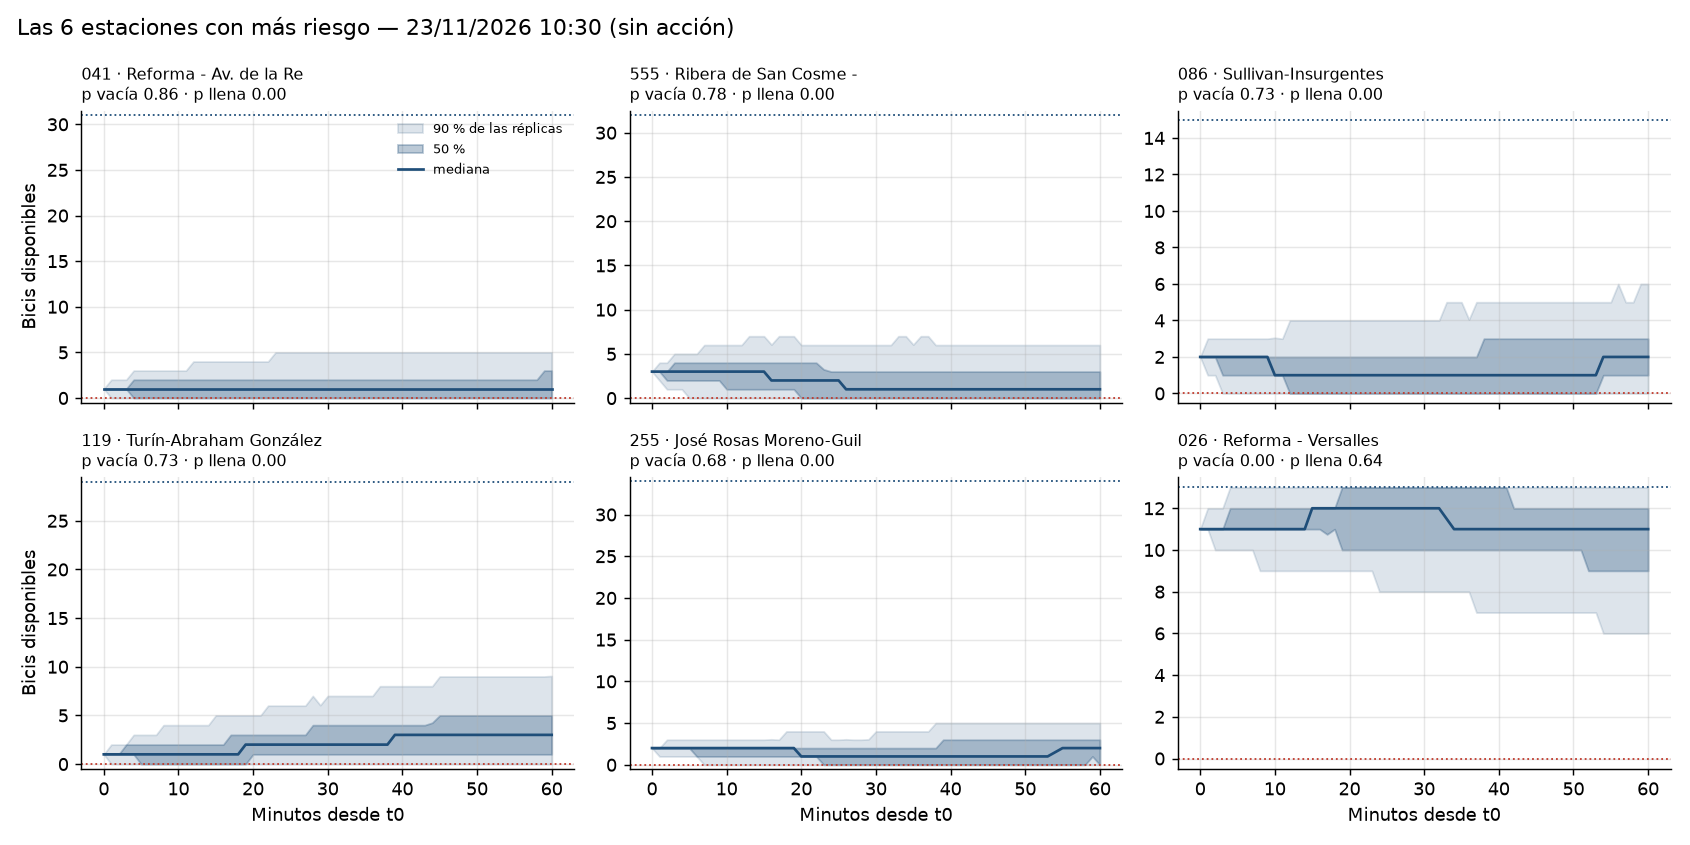 Las 6 estaciones con más riesgo — 23/11/2026 10:30 (sin acción)
041 · Reforma - Av. de la Re
p vacía 0.86 · p llena 0.00
Bicis disponibles
30
25
20
15
10
5
0
90 % de las réplicas
50 %
mediana
555 · Ribera de San Cosme -
p vacía 0.78 · p llena 0.00
30
25
20
15
10
5
0
086 · Sullivan-Insurgentes
p vacía 0.73 · p llena 0.00
14
12
10
8
6
4
2
0
119 · Turín-Abraham González
p vacía 0.73 · p llena 0.00
Bicis disponibles
25
20
15
10
5
0
0 10 20 30 40 50 60
Minutos desde t0
255 · José Rosas Moreno-Guil
p vacía 0.68 · p llena 0.00
30
25
20
15
10
5
0
0 10 20 30 40 50 60
Minutos desde t0
026 · Reforma - Versalles
p vacía 0.00 · p llena 0.64
12
10
8
6
4
2
0
0 10 20 30 40 50 60
Minutos desde t0